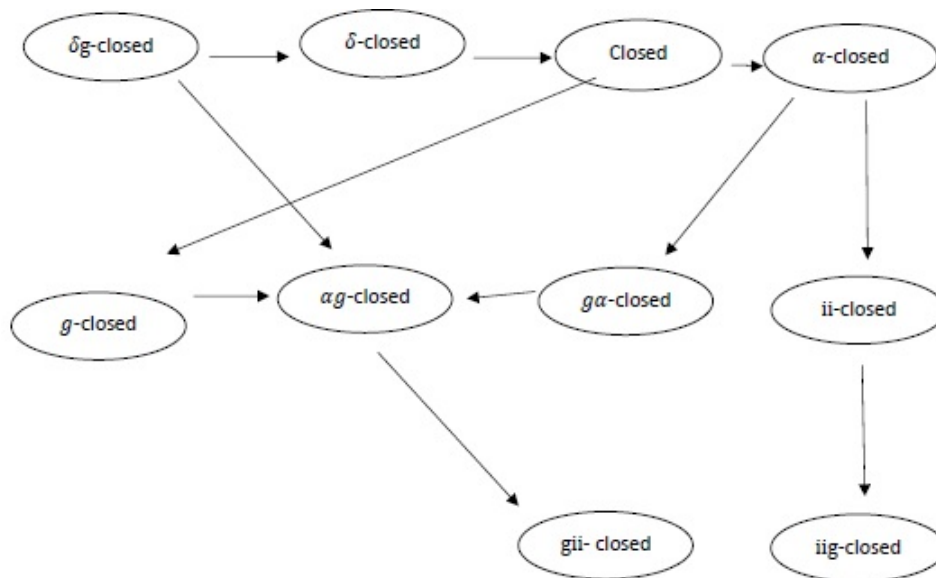 δg-closed
δ-closed
Closed
α-closed
g-closed
αg-closed
gα-closed
ii-closed
gii- closed
iig-closed